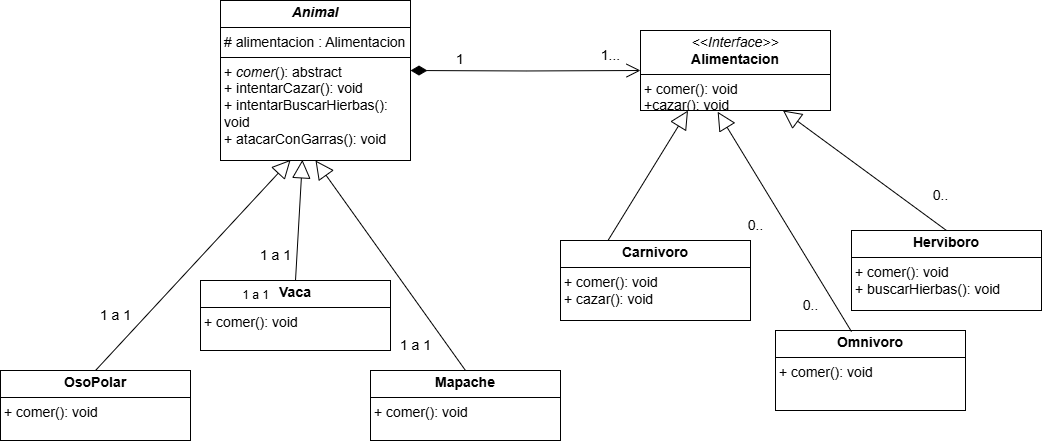 Animal
# alimentacion : Alimentacion
+ comer(): abstract
+ intentarCazar(): void
+ intentarBuscarHierbas():
void
+ atacarConGarras(): void
1
1...
<<Interface>>
Alimentacion
+ comer(): void
+cazar(): void
0..
0..
0..
Carnivoro
+ comer(): void
+ cazar(): void
Herviboro
+ comer(): void
+ buscarHierbas(): void
Omnivoro
+ comer(): void
1 a 1
1 a 1
Vaca
+ comer(): void
1 a 1
1 a 1
OsoPolar
+ comer(): void
Mapache
+ comer(): void